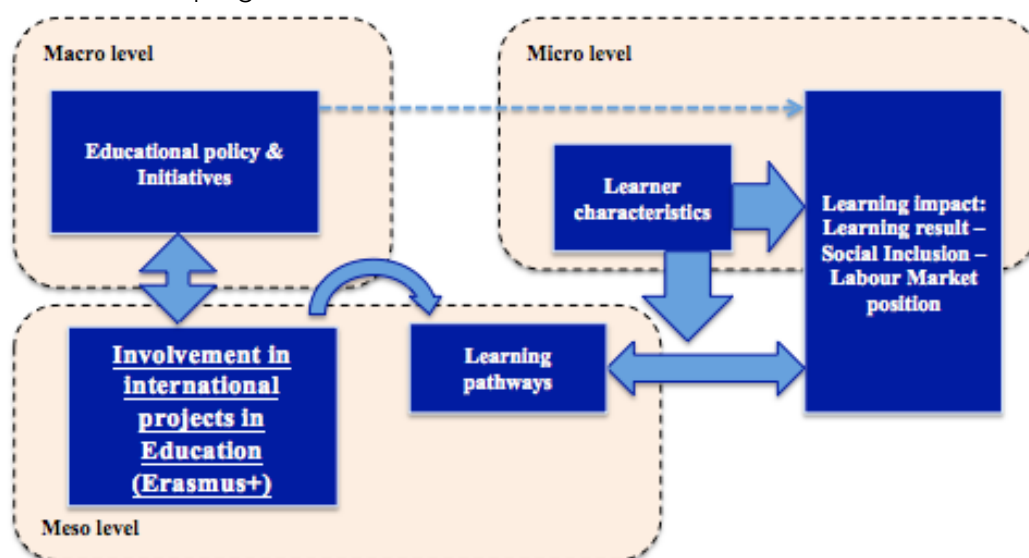 Macro level
Educational policy &
Initiatives
Micro level
Learner
characteristics
Learning impact:
Learning result –
Social Inclusion –
Labour Market
position
Involvement in
international
projects in
Education
(Erasmus+)
Learning
pathways
Meso level